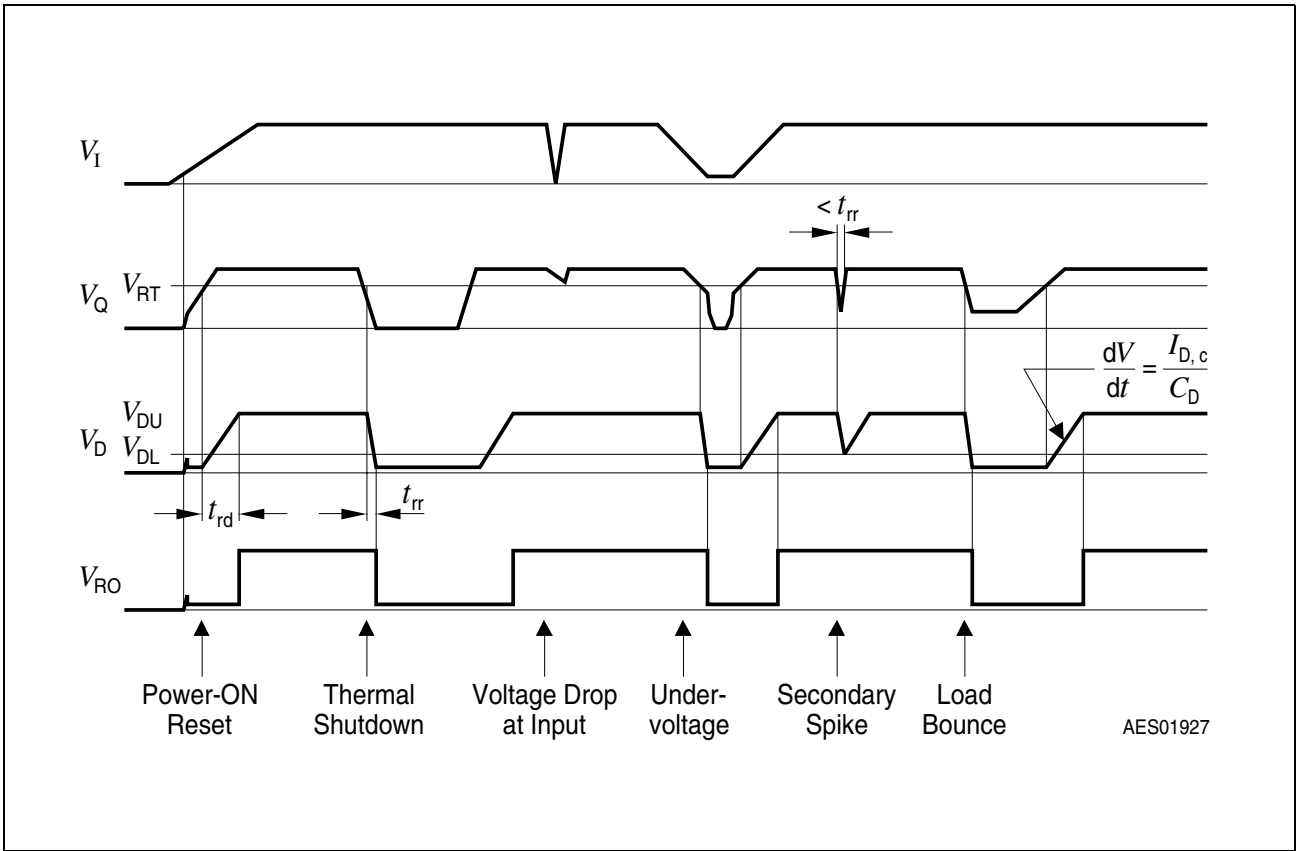 V_I
< t_rr
V_Q V_RT
dV/dt = I_D, c/C_D
V_DU
V_D V_DL
t_rd
t_rr
V_RO
Power-ON
Reset
Thermal
Shutdown
Voltage Drop
at Input
Under-
voltage
Secondary
Spike
Load
Bounce
AES01927